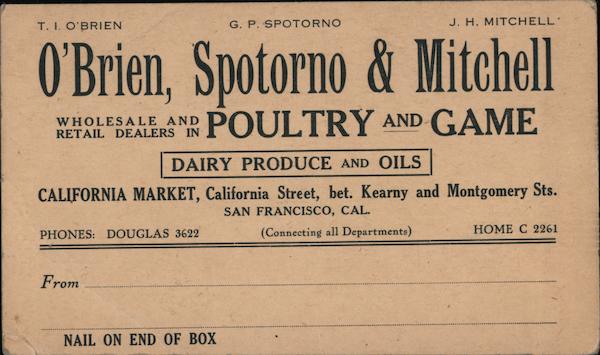 T. I. O'BRIEN G. P. SPOTORNO J. H. MITCHELL
O'Brien, Spotorno & Mitchell
WHOLESALE AND
RETAIL DEALERS IN POULTRY AND GAME
DAIRY PRODUCE AND OILS
CALIFORNIA MARKET, California Street, bet. Kearny and Montgomery Sts.
SAN FRANCISCO, CAL.
PHONES: DOUGLAS 3622 (Connecting all Departments) HOME C 2261
From
NAIL ON END OF BOX